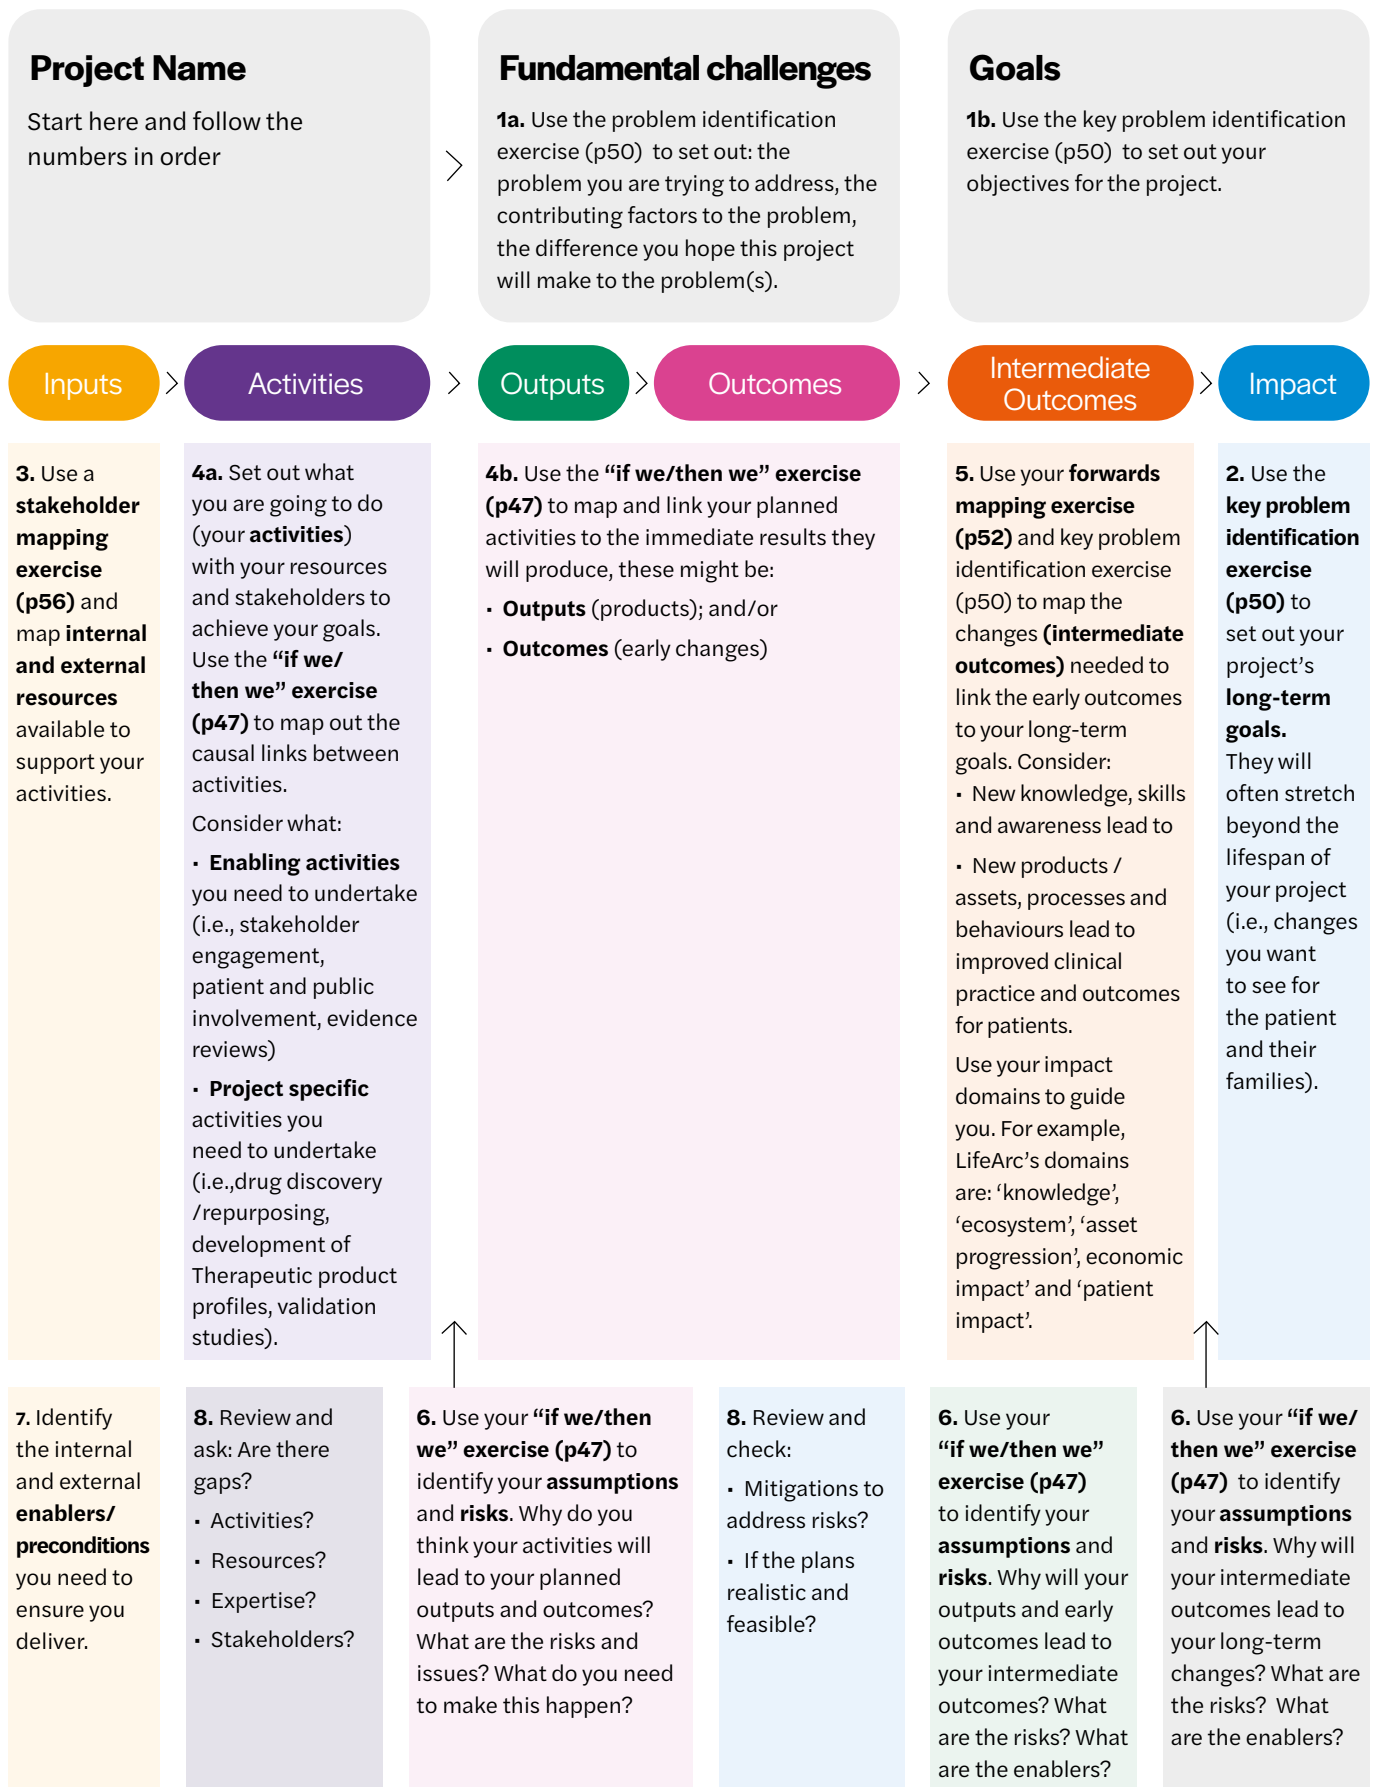 Project Name
Start here and follow the
numbers in order
Fundamental challenges
1a. Use the problem identification
exercise (p50) to set out: the
problem you are trying to address, the
contributing factors to the problem,
the difference you hope this project
will make to the problem(s).
Goals
1b. Use the key problem identification
exercise (p50) to set out your
objectives for the project.
Inputs
Activities
Outputs
Outcomes
Intermediate
Outcomes
Impact
3. Use a
stakeholder
mapping
exercise
(p56) and
map internal
and external
resources
available to
support your
activities.
4a. Set out what
you are going to do
(your activities)
with your resources
and stakeholders to
achieve your goals.
Use the “if we/
then we” exercise
(p47) to map out the
causal links between
activities.
Consider what:
· Enabling activities
you need to undertake
(i.e., stakeholder
engagement,
patient and public
involvement, evidence
reviews)
· Project specific
activities you
need to undertake
(i.e.,drug discovery
/repurposing,
development of
Therapeutic product
profiles, validation
studies).
4b. Use the “if we/then we” exercise
(p47) to map and link your planned
activities to the immediate results they
will produce, these might be:
· Outputs (products); and/or
· Outcomes (early changes)
5. Use your forwards
mapping exercise
(p52) and key problem
identification exercise
(p50) to map the
changes (intermediate
outcomes) needed to
link the early outcomes
to your long-term
goals. Consider:
· New knowledge, skills
and awareness lead to
· New products /
assets, processes and
behaviours lead to
improved clinical
practice and outcomes
for patients.
Use your impact
domains to guide
you. For example,
LifeArc’s domains
are: ‘knowledge’,
‘ecosystem’, ‘asset
progression’, economic
impact’ and ‘patient
impact’.
2. Use the
key problem
identification
exercise
(p50) to
set out your
project’s
long-term
goals.
They will
often stretch
beyond the
lifespan of
your project
(i.e., changes
you want
to see for
the patient
and their
families).
7. Identify
the internal
and external
enablers/
preconditions
you need to
ensure you
deliver.
8. Review and
ask: Are there
gaps?
· Activities?
· Resources?
· Expertise?
· Stakeholders?
6. Use your “if we/then
we” exercise (p47) to
identify your assumptions
and risks. Why do you
think your activities will
lead to your planned
outputs and outcomes?
What are the risks and
issues? What do you need
to make this happen?
8. Review and
check:
· Mitigations to
address risks?
· If the plans
realistic and
feasible?
6. Use your
“if we/then we”
exercise (p47)
to identify your
assumptions and
risks. Why will your
outputs and early
outcomes lead to
your intermediate
outcomes? What
are the risks? What
are the enablers?
6. Use your “if we/
then we” exercise
(p47) to identify
your assumptions
and risks. Why will
your intermediate
outcomes lead to
your long-term
changes? What are
the risks? What
are the enablers?